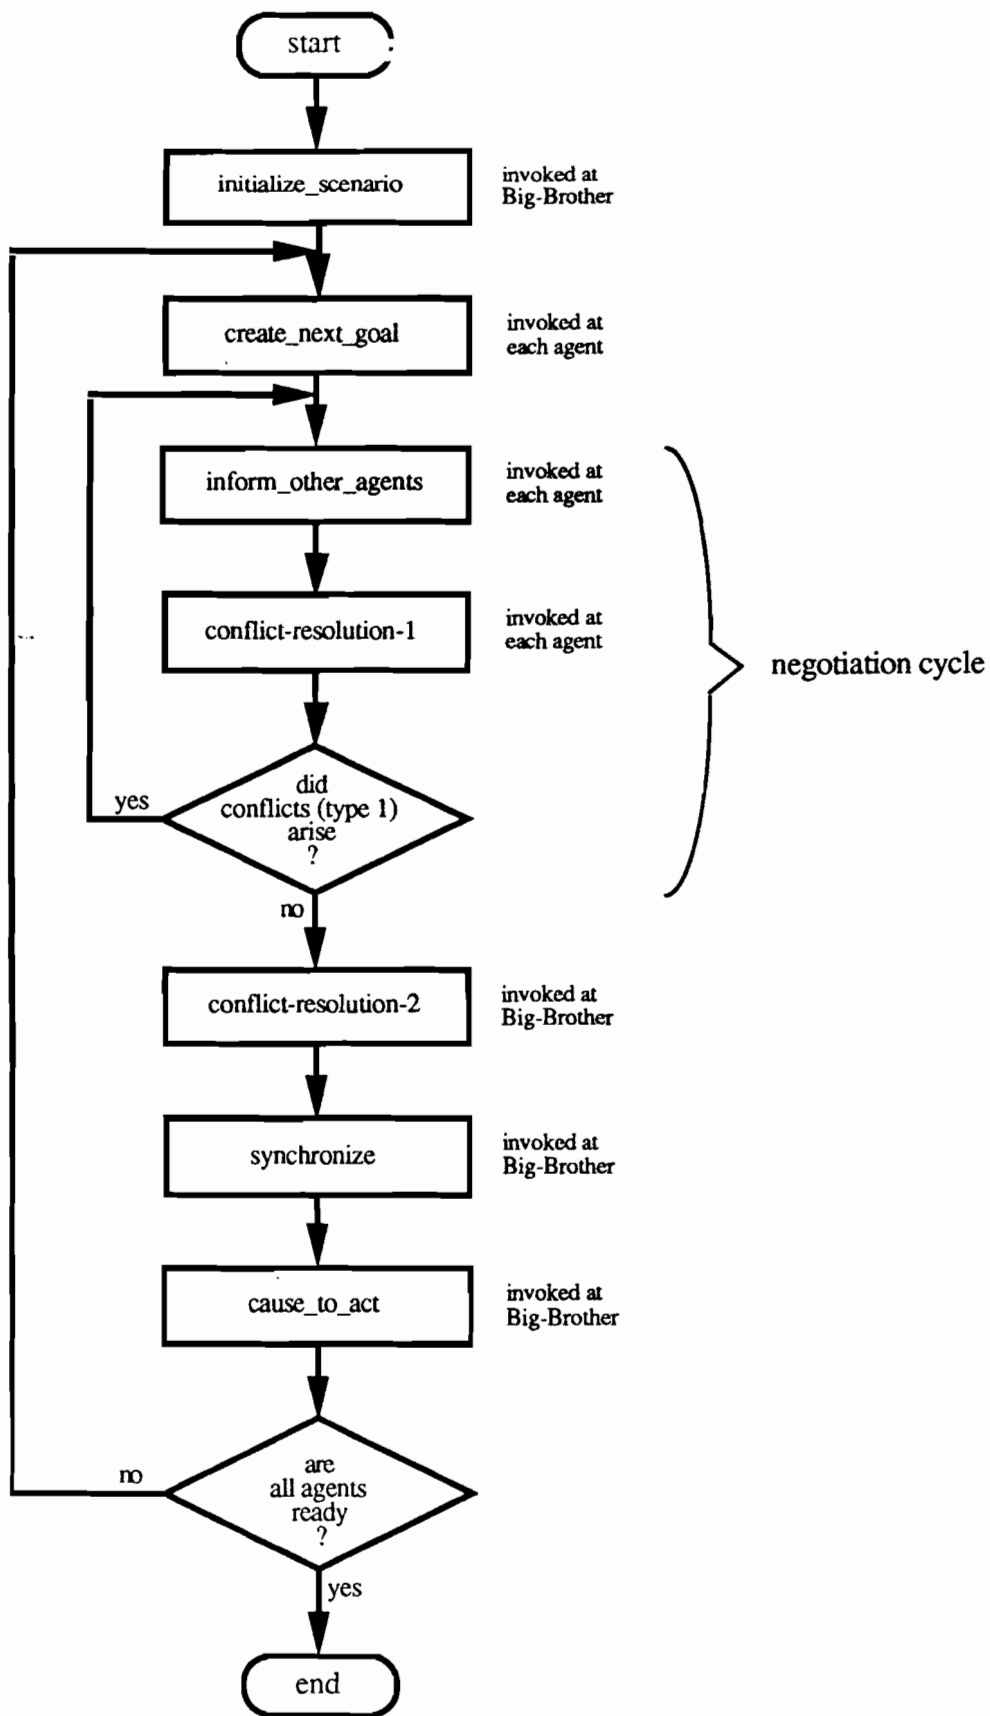 start
initialize_scenario
invoked at
Big-Brother
create_next_goal
invoked at
each agent
inform_other_agents
invoked at
each agent
conflict-resolution-1
invoked at
each agent
negotiation cycle
did
conflicts (type 1)
arise
?
yes
no
conflict-resolution-2
invoked at
Big-Brother
synchronize
invoked at
Big-Brother
cause_to_act
invoked at
Big-Brother
are
all agents
ready
?
no
yes
end